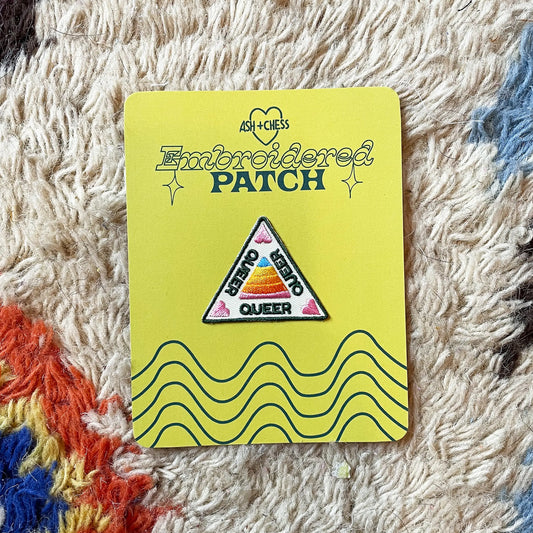 ASH+CHESS
Embroidered
PATCH
QUEER
QUEER
QUEER